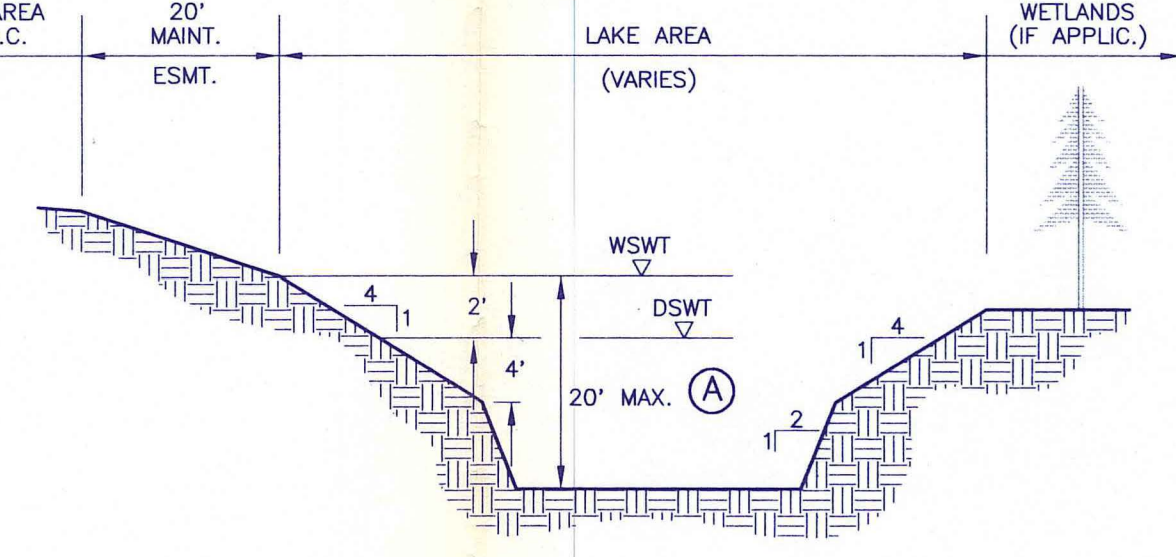 AREA
.C.
20'
MAINT.
ESMT.
LAKE AREA
(VARIES)
WETLANDS
(IF APPLIC.)
WSWT
4
1
2'
DSWT
4'
4
1
20' MAX. A
2
1